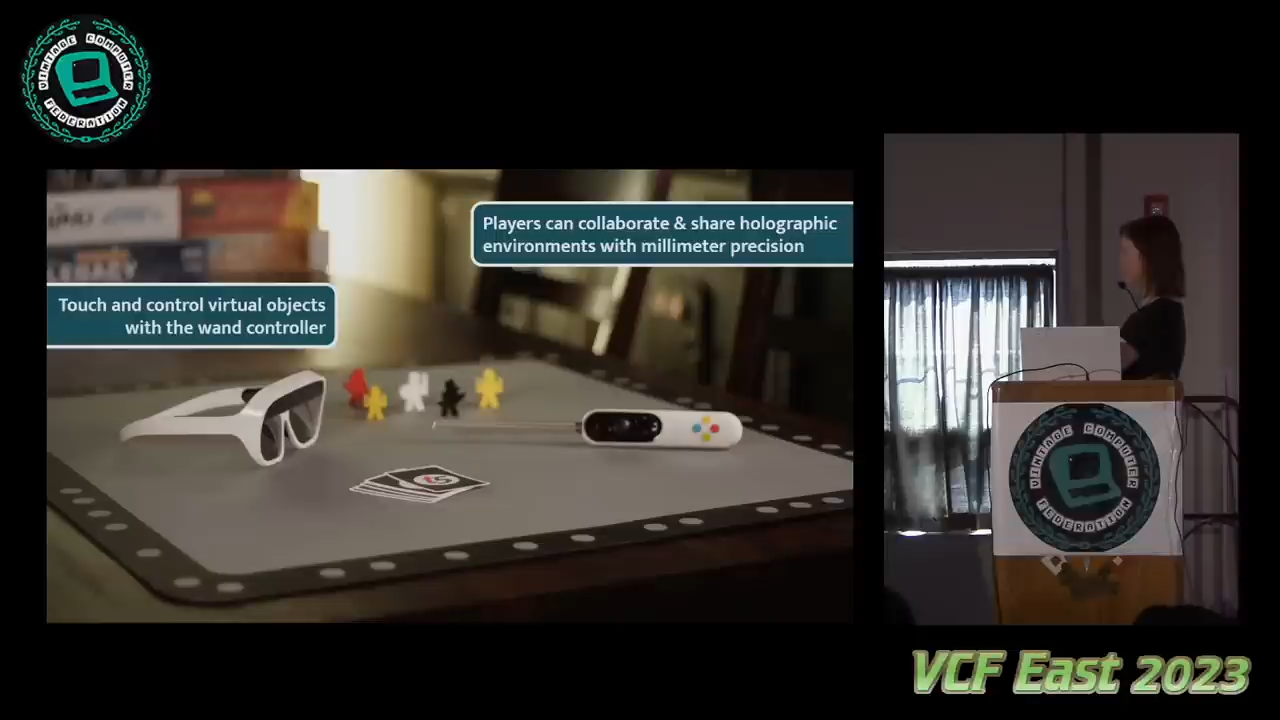 VINTAGE COMPUTER
FEDERATION
LEGACY
Players can collaborate & share holographic
environments with millimeter precision
Touch and control virtual objects
with the wand controller
VINTAGE COMPUTER
FEDERATION
VCF East 2023